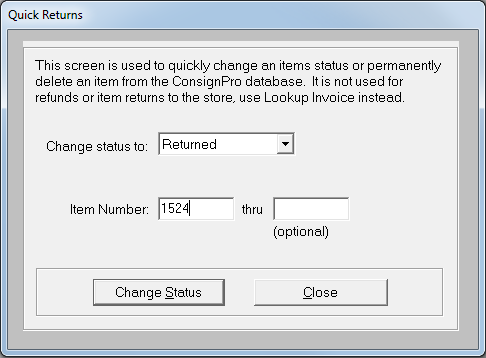 Quick Returns
This screen is used to quickly change an items status or permanently
delete an item from the ConsignPro database. It is not used for
refunds or item returns to the store, use Lookup Invoice instead.
Change status to: Returned
Item Number: 1524 thru
(optional)
Change Status Close